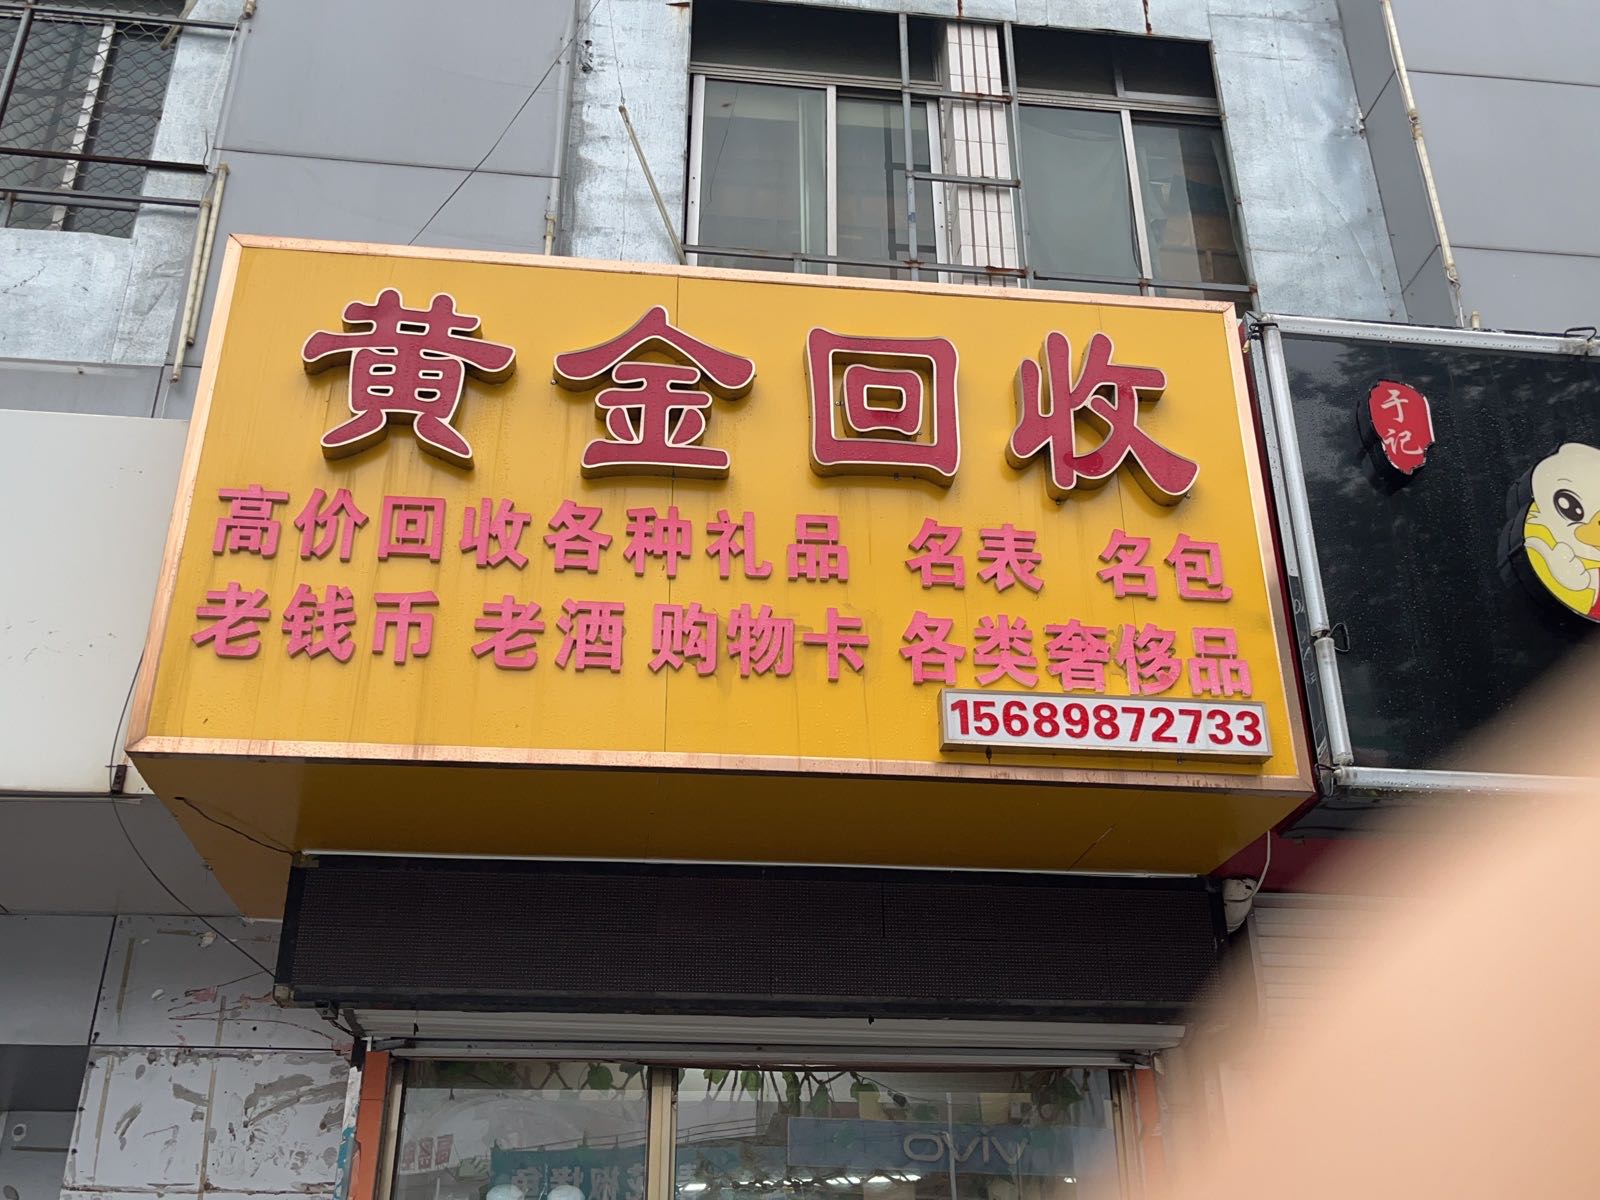 黄金回收
高价回收各种礼品 名表 名包
老钱币 老酒 购物卡 各类奢侈品
15689872733
于记
vivo